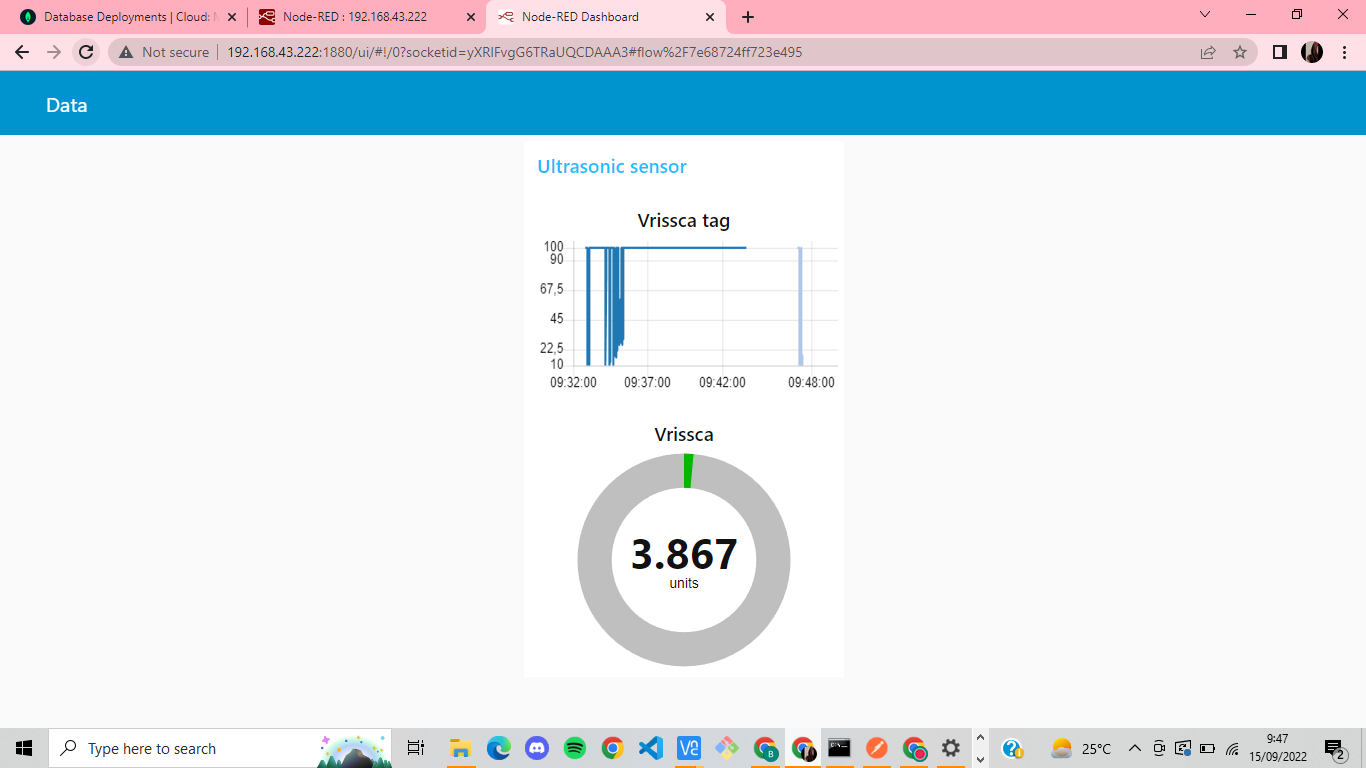 Database Deployments | Cloud: M
Node-RED : 192.168.43.222
Node-RED Dashboard
Not secure
192.168.43.222:1880/ui/#!/0?socketid=yXRIFvgG6TRaUQCDAAA3#flow%2F7e68724ff723e495
Data
Ultrasonic sensor
Vrissca tag
100
90
67,5
45
22,5
10
09:32:00 09:37:00 09:42:00 09:48:00
Vrissca
3.867
units
Type here to search
25°C
9:47
15/09/2022
2